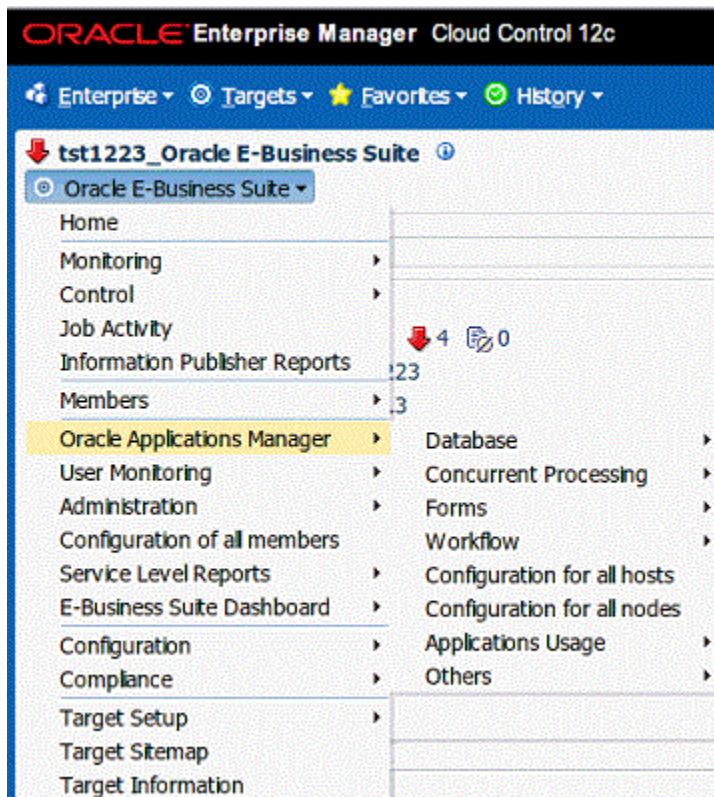 ORACLE Enterprise Manager Cloud Control 12c
Enterprise Targets Favorites History
tst1223_Oracle E-Business Suite
Oracle E-Business Suite
Home
Monitoring
Control
Job Activity
4 0
Information Publisher Reports
223
Members
.3
Oracle Applications Manager
Database
User Monitoring
Concurrent Processing
Administration
Forms
Configuration of all members
Workflow
Service Level Reports
Configuration for all hosts
E-Business Suite Dashboard
Configuration for all nodes
Configuration
Applications Usage
Compliance
Others
Target Setup
Target Sitemap
Target Information